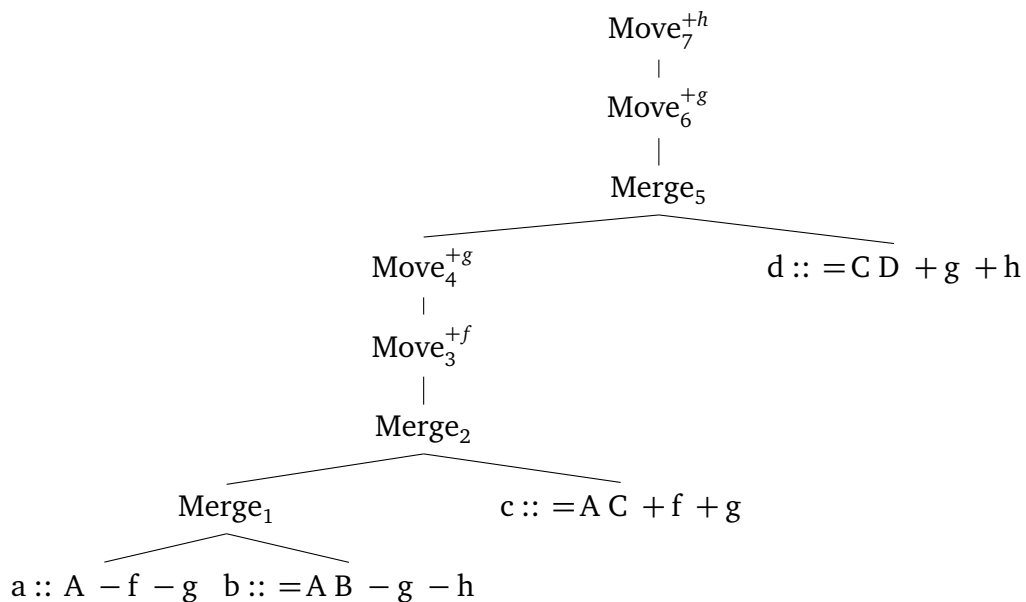 Move₇⁺ʰ
Move₆⁺ᵍ
Merge₅
Move₄⁺ᵍ d :: =C D +g +h
Move₃⁺ᶠ
Merge₂
Merge₁ c :: =A C +f +g
a :: A −f −g b :: =A B −g −h